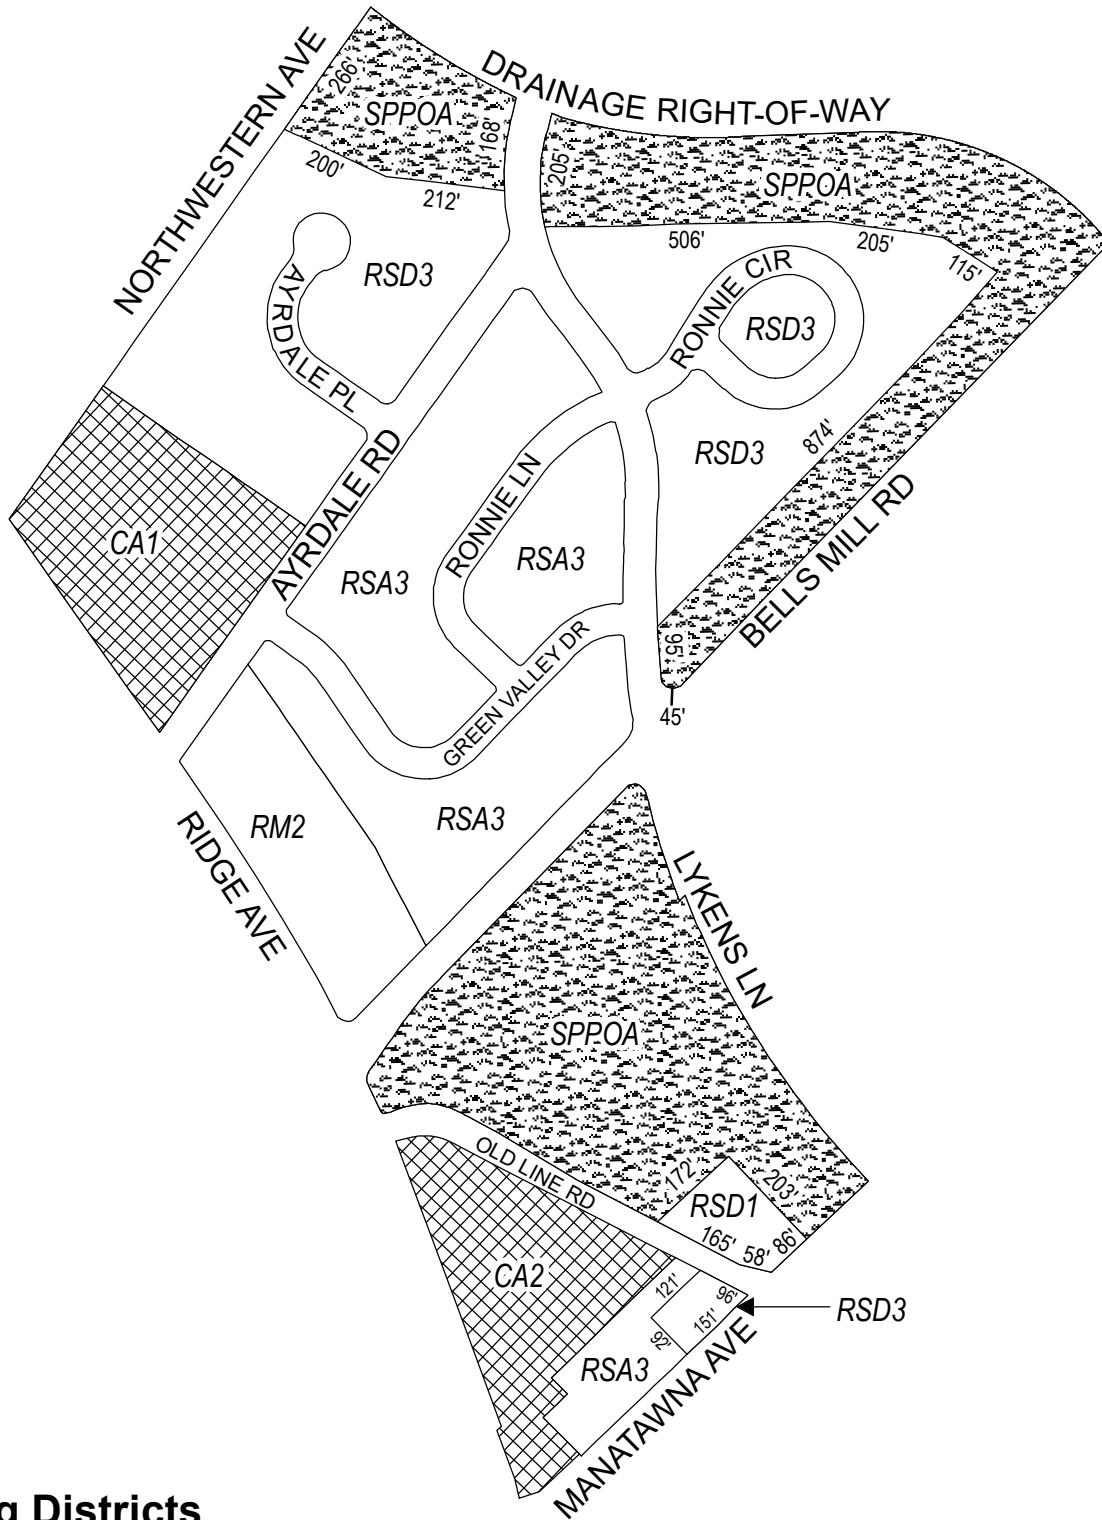 NORTHWESTERN AVE
266'
SPPOA
168'
DRAINAGE RIGHT-OF-WAY
205'
SPPOA
200'
212'
506'
205'
115'
RSD3
AYRDALE PL
RONNIE CIR
RSD3
RSD3
874'
AYRDALE RD
CA1
RONNIE LN
RSA3
RSA3
BELLS MILL RD
95'
45'
GREEN VALLEY DR
RM2
RSA3
RIDGE AVE
LYKENS LN
SPPOA
OLD LINE RD
172'
203'
RSD1
165'
58'
86'
CA2
121'
96'
151'
92'
RSD3
RSA3
MANATAWNA AVE
g Districts